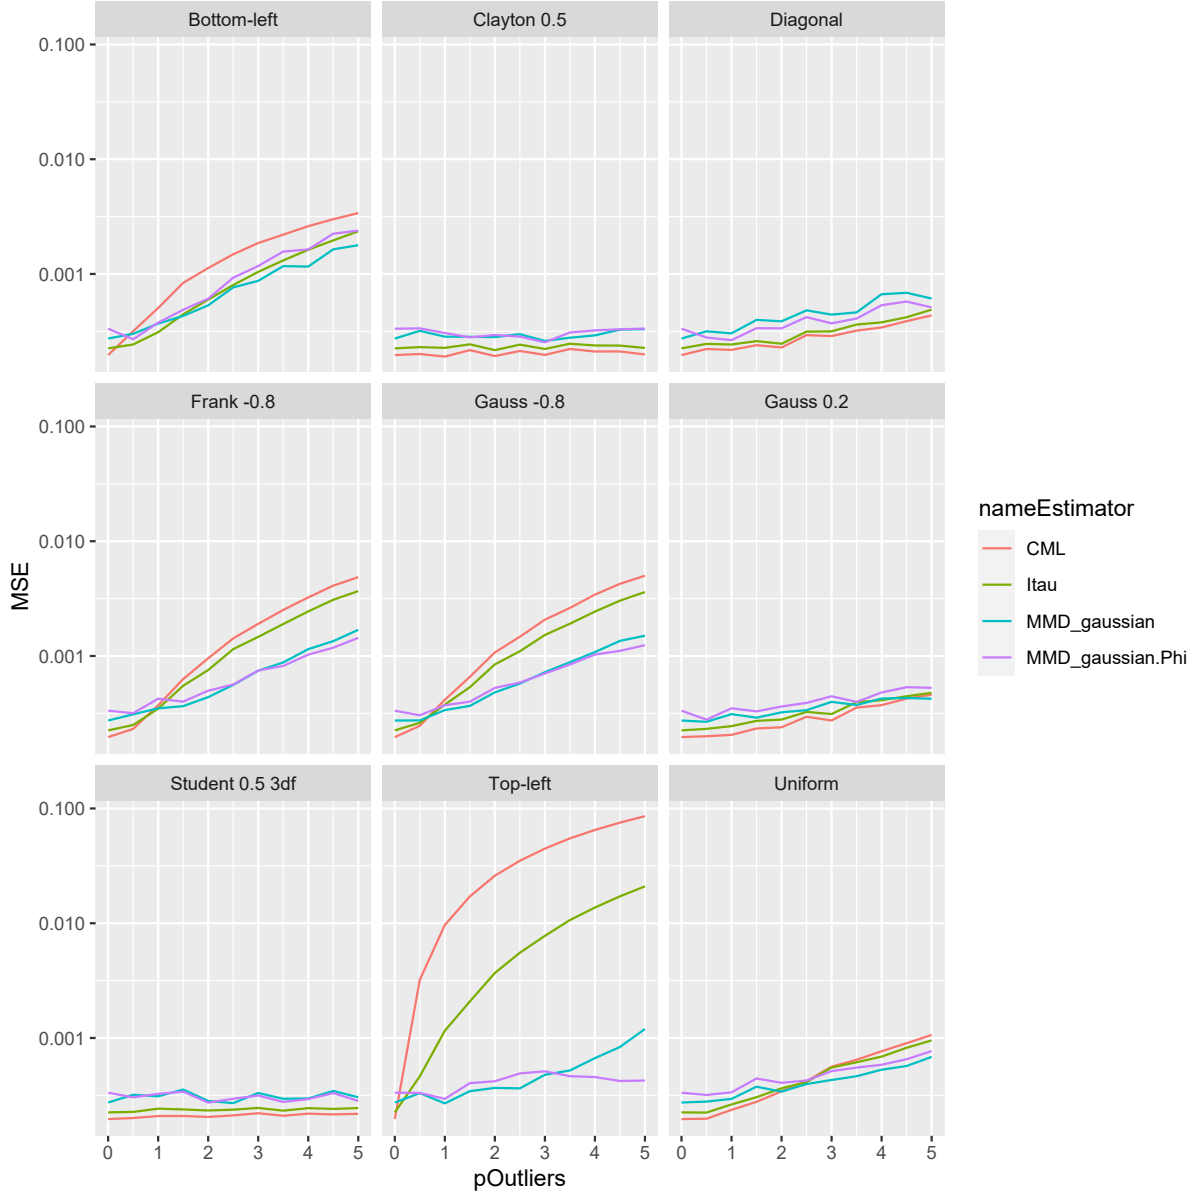 Bottom-left Clayton 0.5 Diagonal
0.100
0.010
0.001
Frank -0.8 Gauss -0.8 Gauss 0.2
0.100
0.010
0.001
Student 0.5 3df Top-left Uniform
0.100
0.010
0.001
0 1 2 3 4 5 0 1 2 3 4 5 0 1 2 3 4 5
pOutliers
MSE
nameEstimator
CML
Itau
MMD_gaussian
MMD_gaussian.Phi